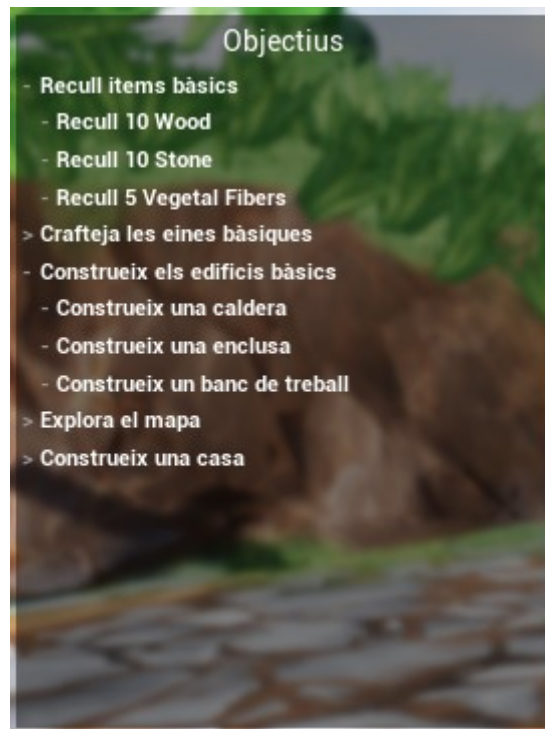 Objectius
- Recull items bàsics
- Recull 10 Wood
- Recull 10 Stone
- Recull 5 Vegetal Fibers
> Crafteja les eines bàsiques
- Construeix els edificis bàsics
- Construeix una caldera
- Construeix una enclusa
- Construeix un banc de treball
> Explora el mapa
> Construeix una casa